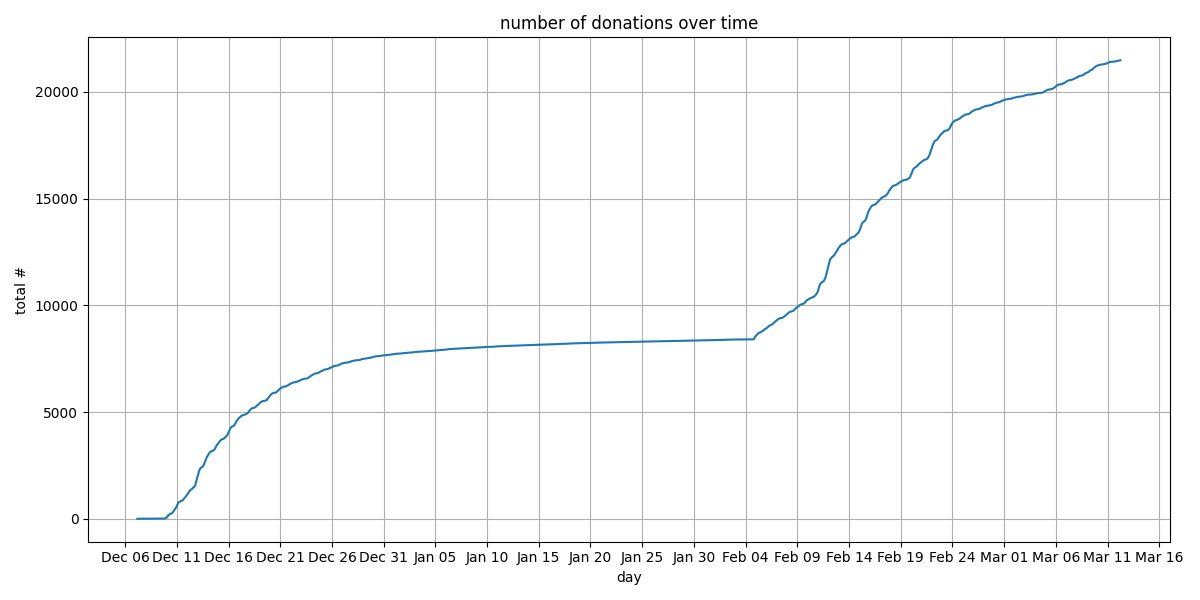 number of donations over time
total #
20000
15000
10000
5000
0
Dec 06 Dec 11 Dec 16 Dec 21 Dec 26 Dec 31 Jan 05 Jan 10 Jan 15 Jan 20 Jan 25 Jan 30 Feb 04 Feb 09 Feb 14 Feb 19 Feb 24 Mar 01 Mar 06 Mar 11 Mar 16
day